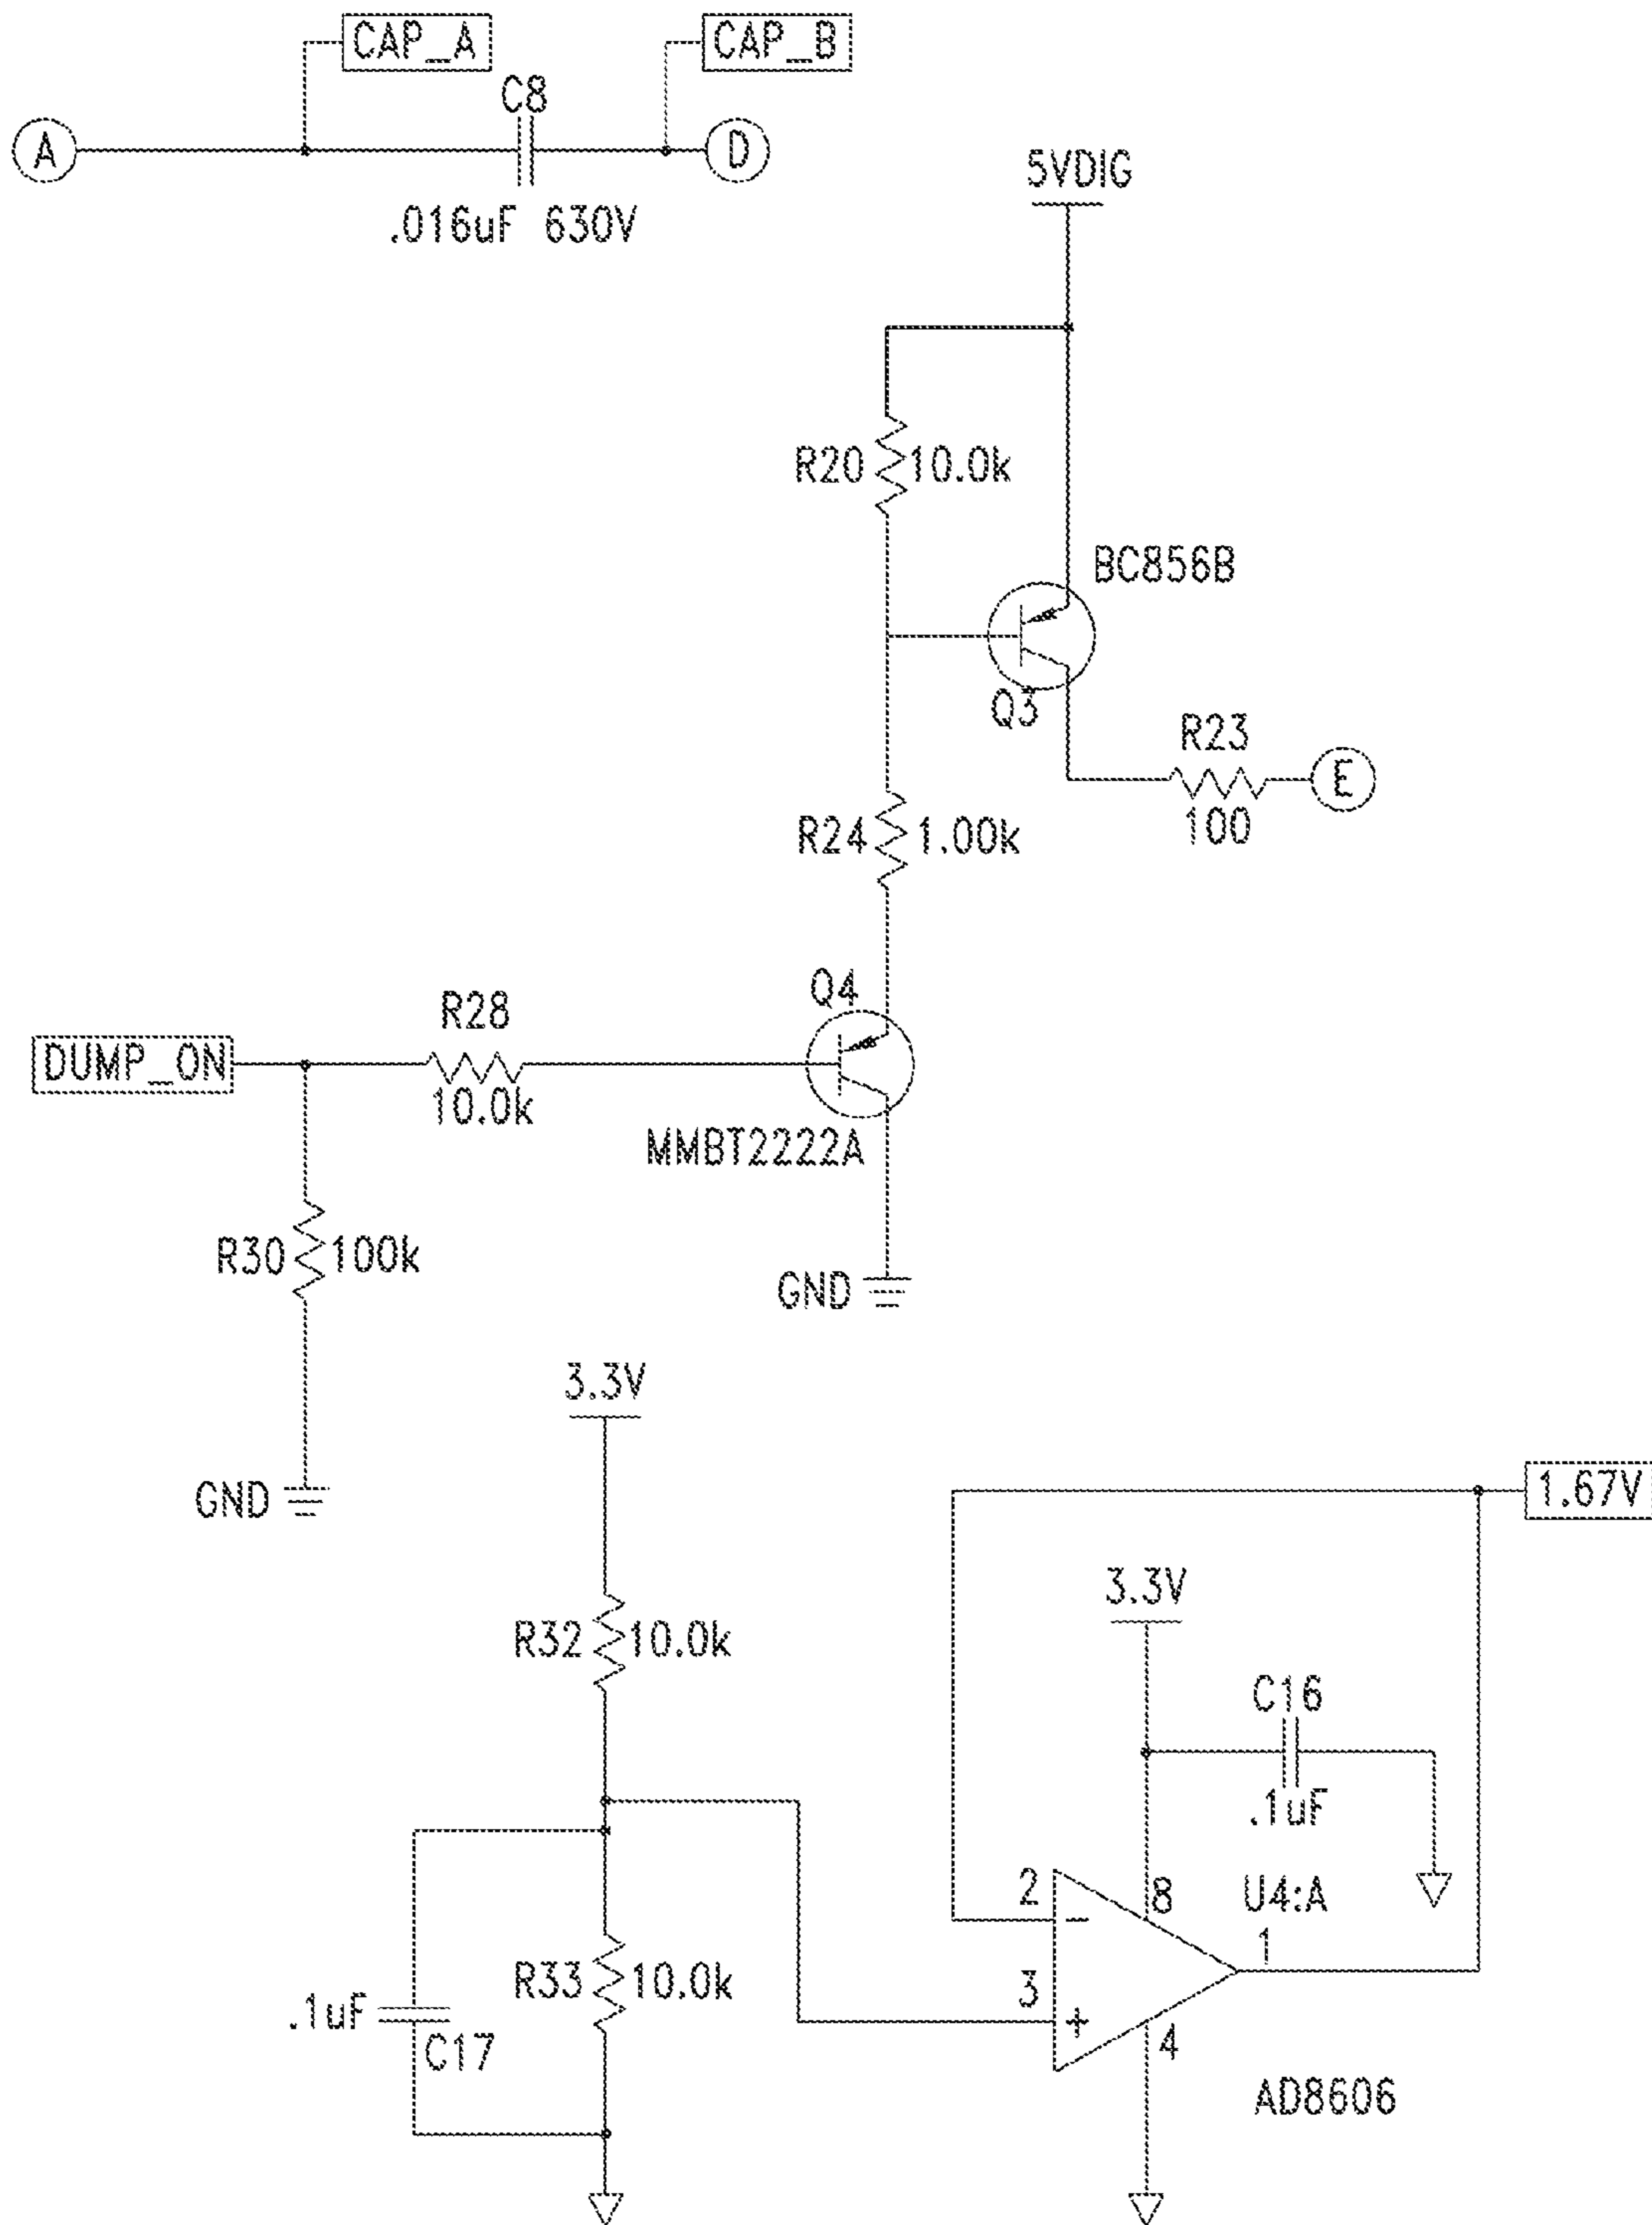 CAP_A
CAP_B
C8
A
D
.016uF 630V
5VDIG
R20 10.0k
BC856B
Q3
R23
E
100
R24 1.00k
Q4
R28
DUMP_ON
10.0k
MMBT2222A
R30 100k
GND
3.3V
GND
1.67V
3.3V
R32 10.0k
C16
.1uF
2
8
U4:A
-
1
R33 10.0k
3
.1uF
+
C17
4
AD8606